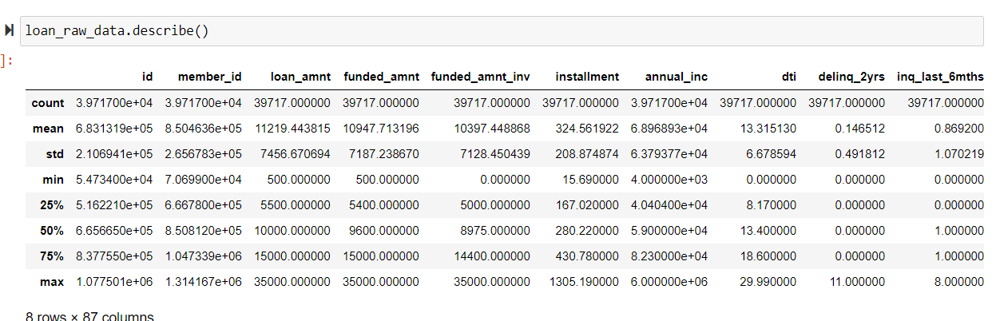 loan_raw_data.describe()
]:
id member_id loan_amnt funded_amnt funded_amnt_inv installment annual_inc dti delinq_2yrs inq_last_6mths
count 3.971700e+04 3.971700e+04 39717.000000 39717.000000 39717.000000 39717.000000 3.971700e+04 39717.000000 39717.000000 39717.000000
mean 6.831319e+05 8.504636e+05 11219.443815 10947.713196 10397.448868 324.561922 6.896893e+04 13.315130 0.146512 0.869200
std 2.106941e+05 2.656783e+05 7456.670694 7187.238670 7128.450439 208.874874 6.379377e+04 6.678594 0.491812 1.070219
min 5.473400e+04 7.069900e+04 500.000000 500.000000 0.000000 15.690000 4.000000e+03 0.000000 0.000000 0.000000
25% 5.162210e+05 6.667800e+05 5500.000000 5400.000000 5000.000000 167.020000 4.040400e+04 8.170000 0.000000 0.000000
50% 6.656650e+05 8.508120e+05 10000.000000 9600.000000 8975.000000 280.220000 5.900000e+04 13.400000 0.000000 1.000000
75% 8.377550e+05 1.047339e+06 15000.000000 15000.000000 14400.000000 430.780000 8.230000e+04 18.600000 0.000000 1.000000
max 1.077501e+06 1.314167e+06 35000.000000 35000.000000 35000.000000 1305.190000 6.000000e+06 29.990000 11.000000 8.000000
8 rows × 87 columns